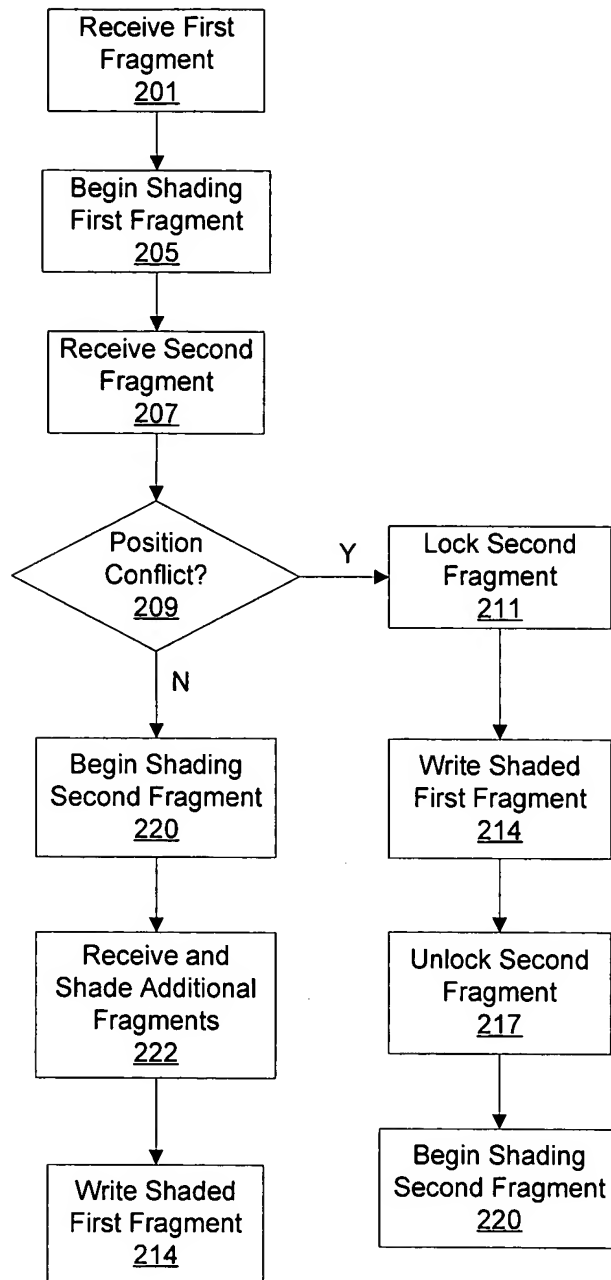 Receive First
Fragment
201
Begin Shading
First Fragment
205
Receive Second
Fragment
207
Position
Conflict?
209
Y
Lock Second
Fragment
211
N
Begin Shading
Second Fragment
220
Write Shaded
First Fragment
214
Receive and
Shade Additional
Fragments
222
Unlock Second
Fragment
217
Write Shaded
First Fragment
214
Begin Shading
Second Fragment
220